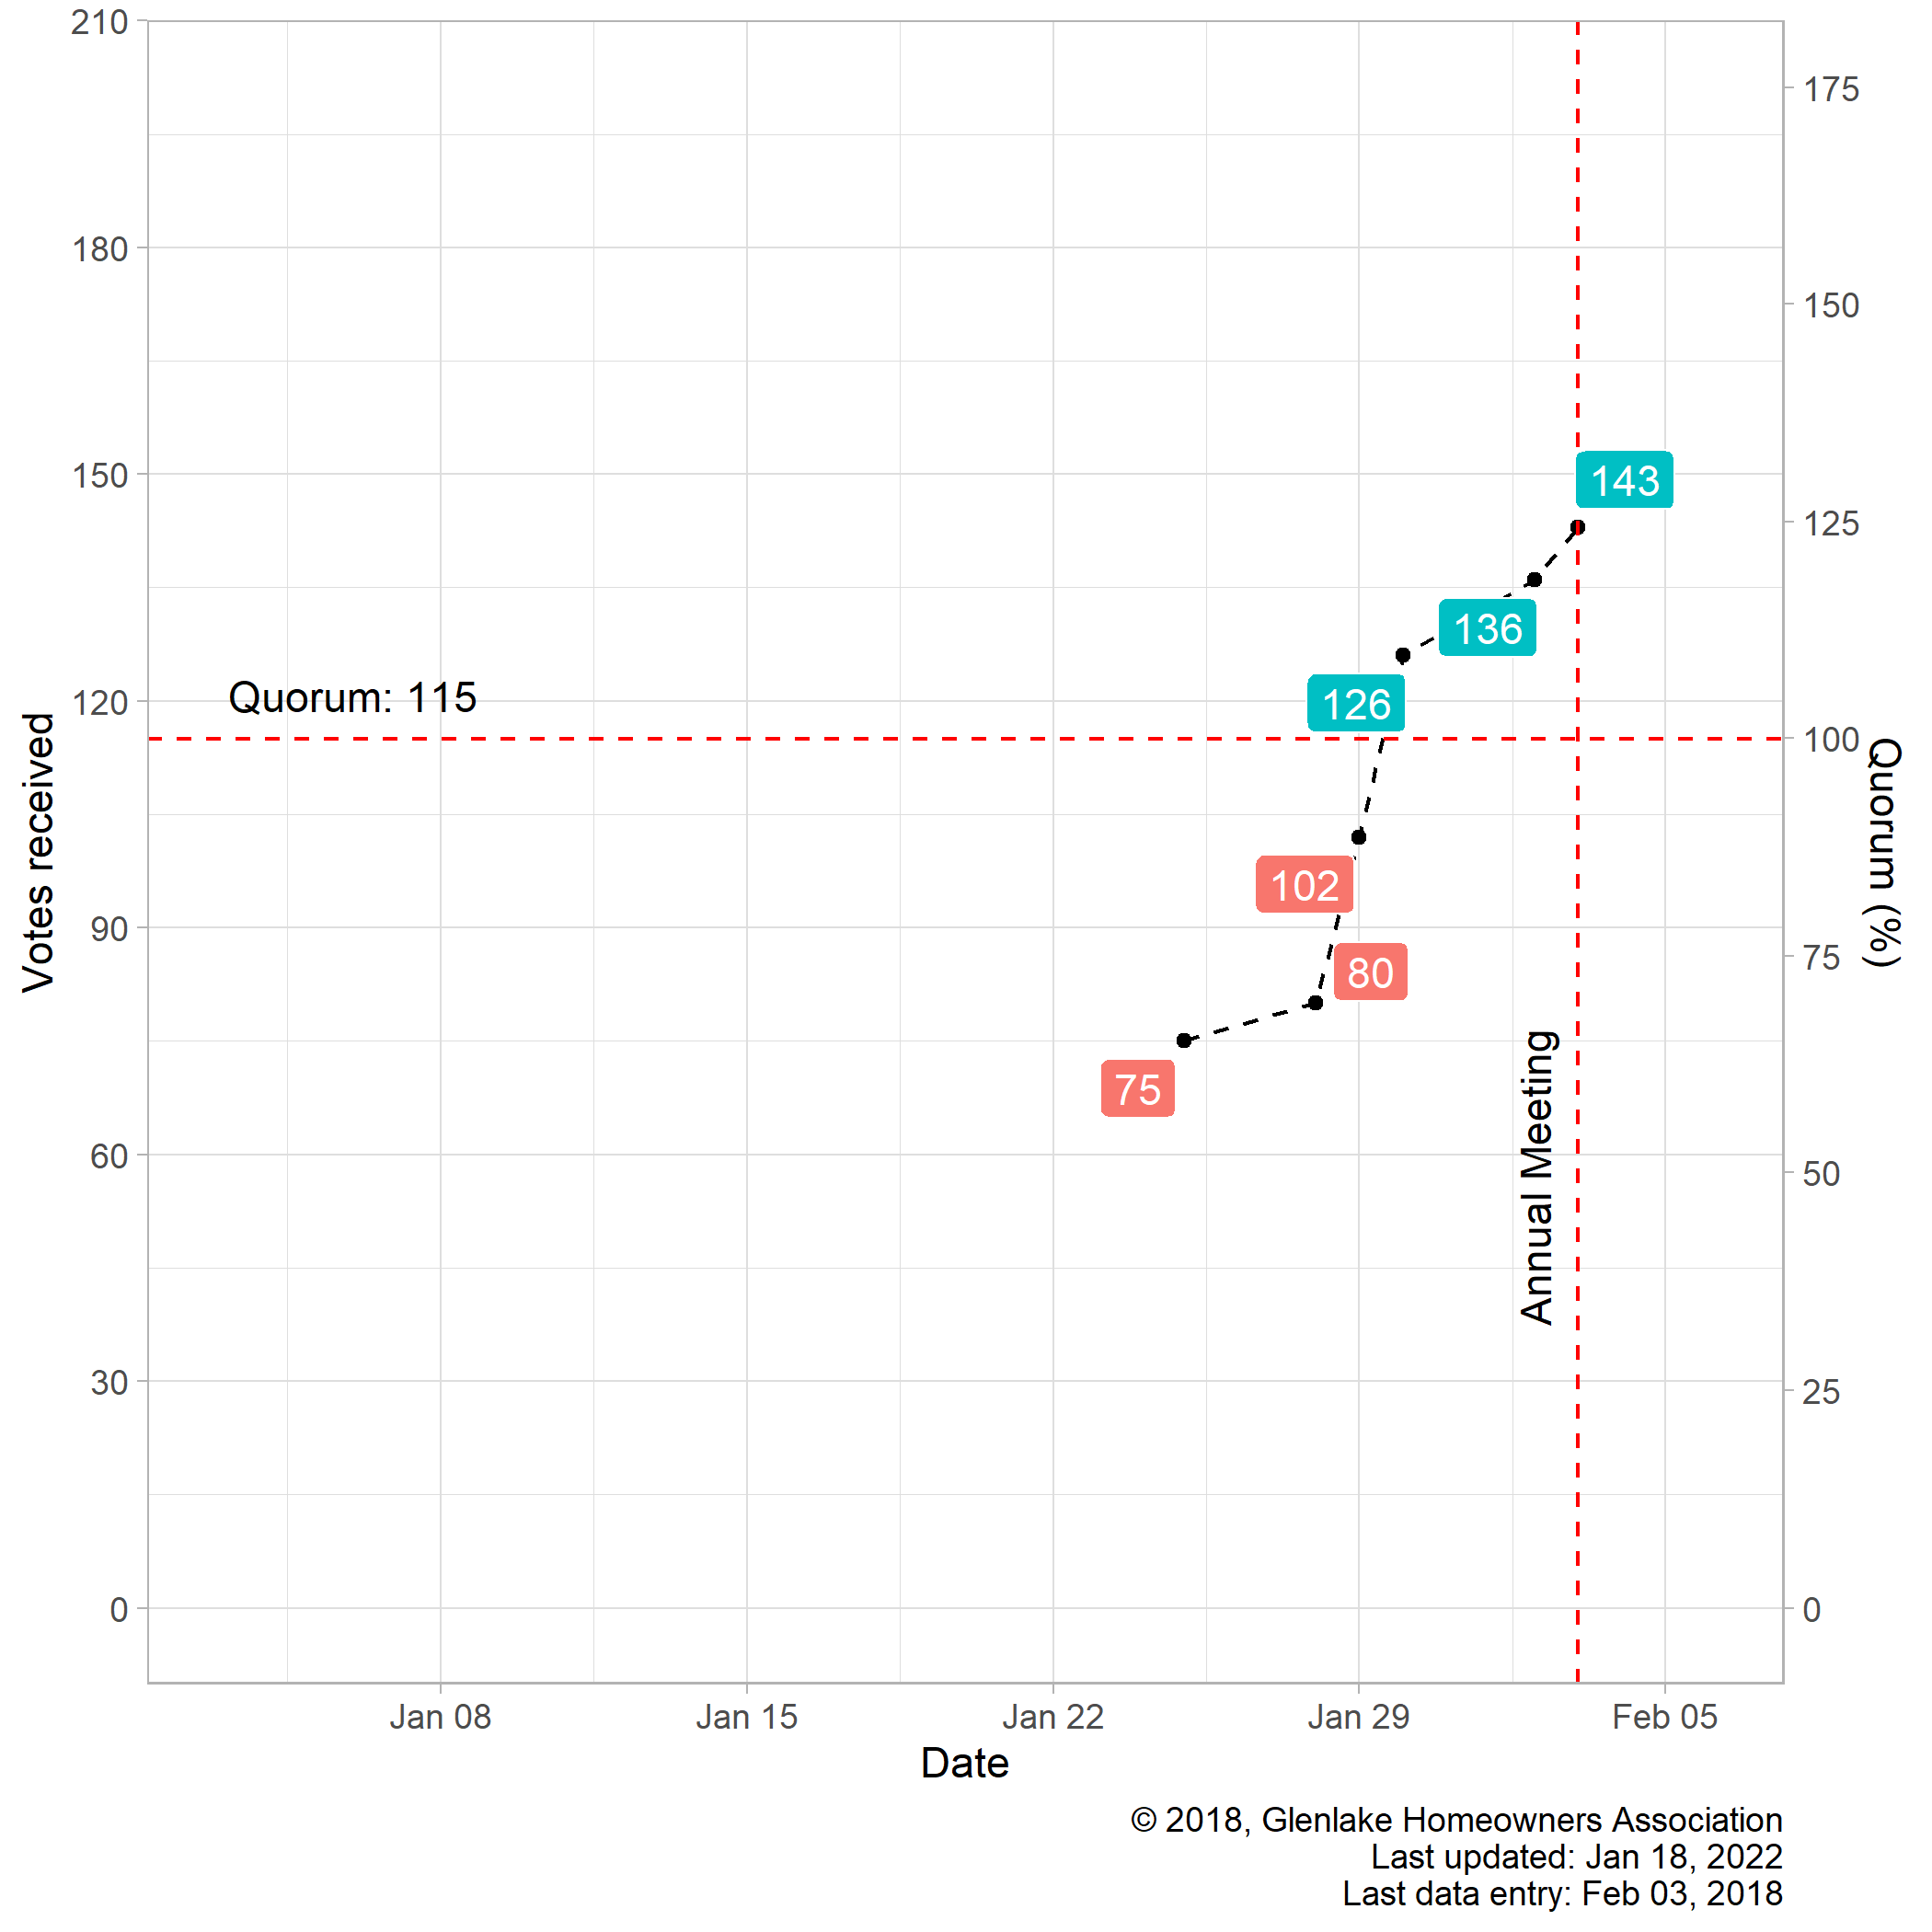 210
180
150
120
90
60
30
0
Votes received
175
150
125
100
75
50
25
0
Quorum (%)
Quorum: 115
143
136
126
102
80
75
Annual Meeting
Jan 08
Jan 15
Jan 22
Jan 29
Feb 05
Date
© 2018, Glenlake Homeowners Association
Last updated: Jan 18, 2022
Last data entry: Feb 03, 2018